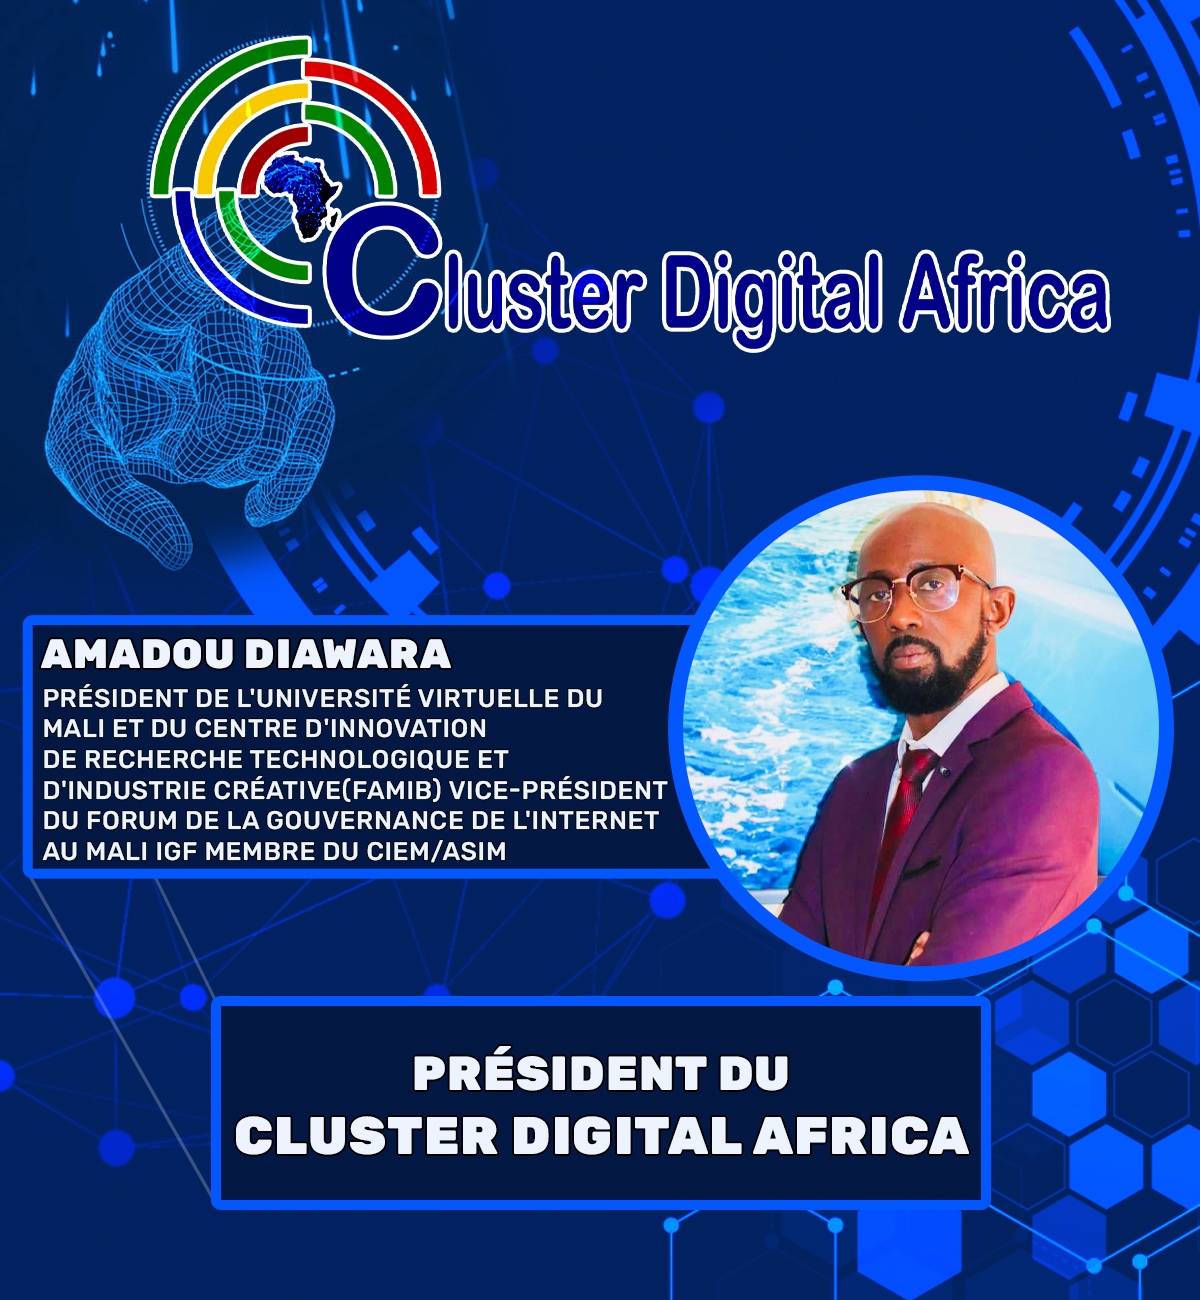 Cluster Digital Africa
AMADOU DIAWARA
PRÉSIDENT DE L'UNIVERSITÉ VIRTUELLE DU
MALI ET DU CENTRE D'INNOVATION
DE RECHERCHE TECHNOLOGIQUE ET
D'INDUSTRIE CRÉATIVE(FAMIB) VICE-PRÉSIDENT
DU FORUM DE LA GOUVERNANCE DE L'INTERNET
AU MALI IGF MEMBRE DU CIEM/ASIM
PRÉSIDENT DU
CLUSTER DIGITAL AFRICA